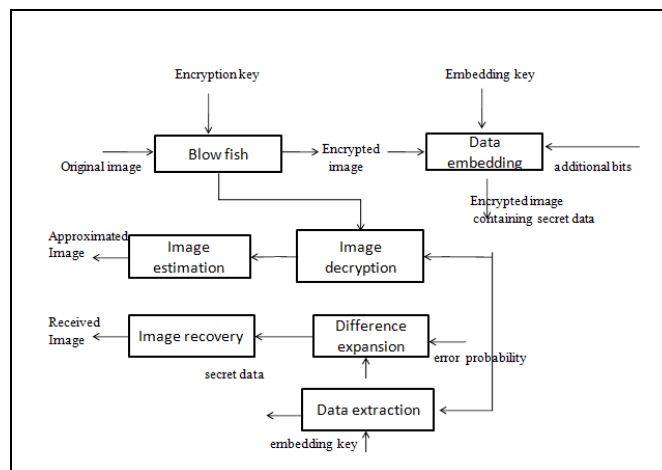 Encryption key
Embedding key
Original image
Blow fish
Encrypted
image
Data
embedding
additional bits
Encrypted image
containing secret data
Approximated
Image
Image
estimation
Image
decryption
Received
Image
Image recovery
Difference
expansion
error probability
secret data
Data extraction
embedding key